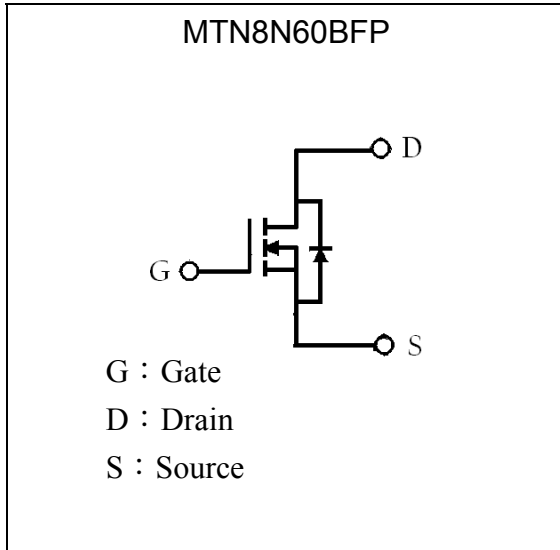 MTN8N60BFP
D
G
S
G：Gate
D：Drain
S：Source